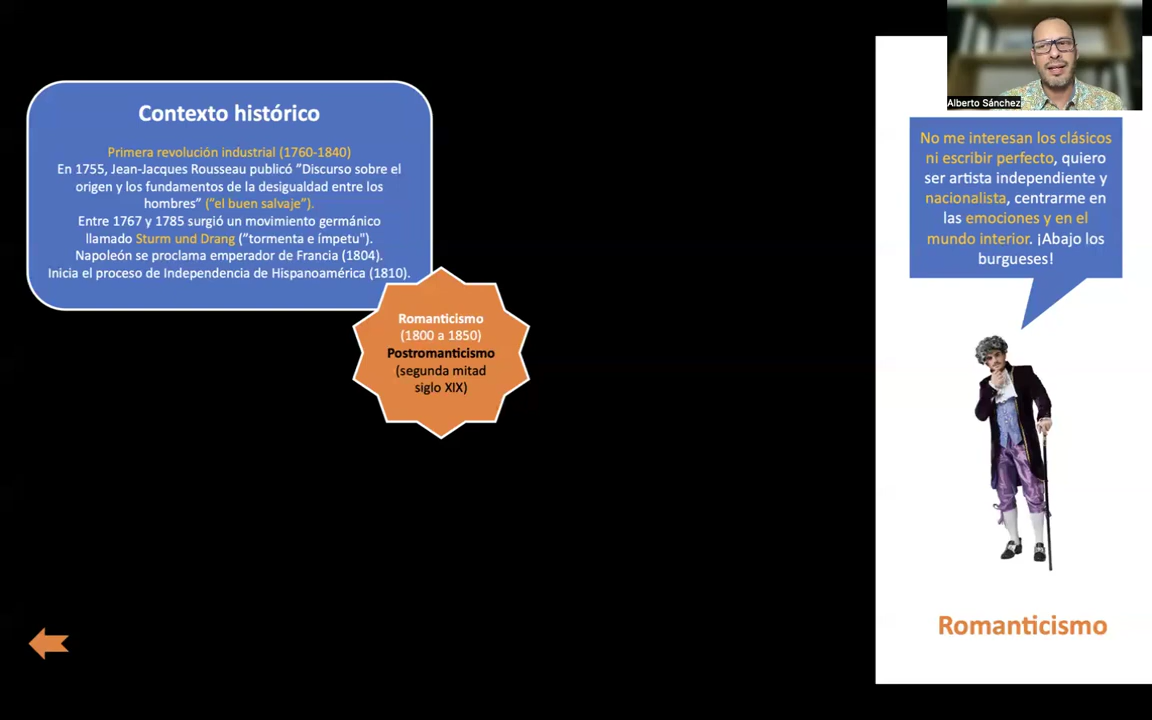 Contexto histórico
Primera revolución industrial (1760-1840)
En 1755, Jean-Jacques Rousseau publicó ”Discurso sobre el
origen y los fundamentos de la desigualdad entre los
hombres” (“el buen salvaje”).
Entre 1767 y 1785 surgió un movimiento germánico
llamado Sturm und Drang (”tormenta e ímpetu").
Napoleón se proclama emperador de Francia (1804).
Inicia el proceso de Independencia de Hispanoamérica (1810).
Romanticismo
(1800 a 1850)
Postromanticismo
(segunda mitad
siglo XIX)
Alberto Sánchez
No me interesan los clásicos
ni escribir perfecto, quiero
ser artista independiente y
nacionalista, centrarme en
las emociones y en el
mundo interior. ¡Abajo los
burgueses!
Romanticismo